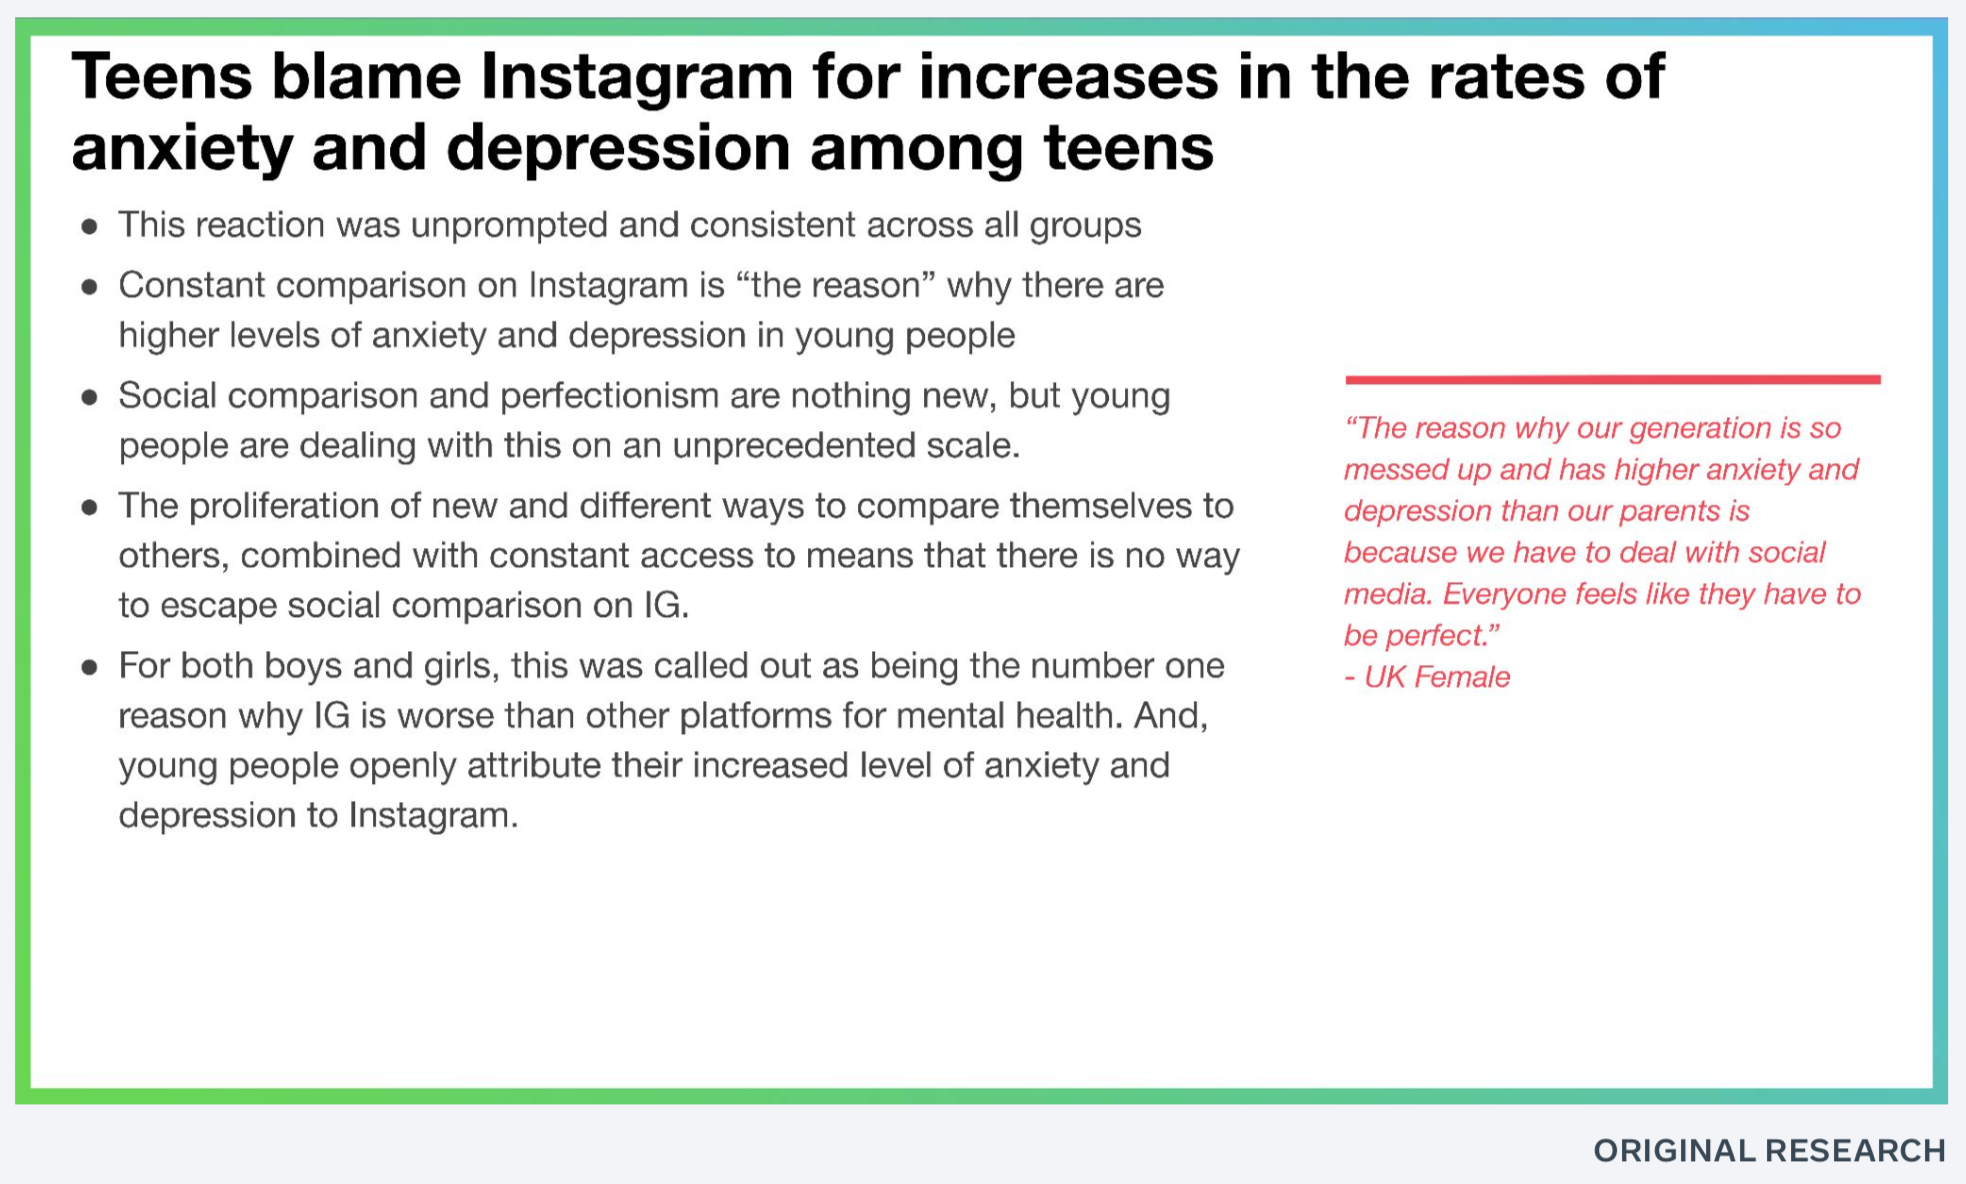 Teens blame Instagram for increases in the rates of
anxiety and depression among teens
● This reaction was unprompted and consistent across all groups
● Constant comparison on Instagram is “the reason” why there are
higher levels of anxiety and depression in young people
● Social comparison and perfectionism are nothing new, but young
people are dealing with this on an unprecedented scale.
● The proliferation of new and different ways to compare themselves to
others, combined with constant access to means that there is no way
to escape social comparison on IG.
● For both boys and girls, this was called out as being the number one
reason why IG is worse than other platforms for mental health. And,
young people openly attribute their increased level of anxiety and
depression to Instagram.
“The reason why our generation is so
messed up and has higher anxiety and
depression than our parents is
because we have to deal with social
media. Everyone feels like they have to
be perfect.”
- UK Female
ORIGINAL RESEARCH